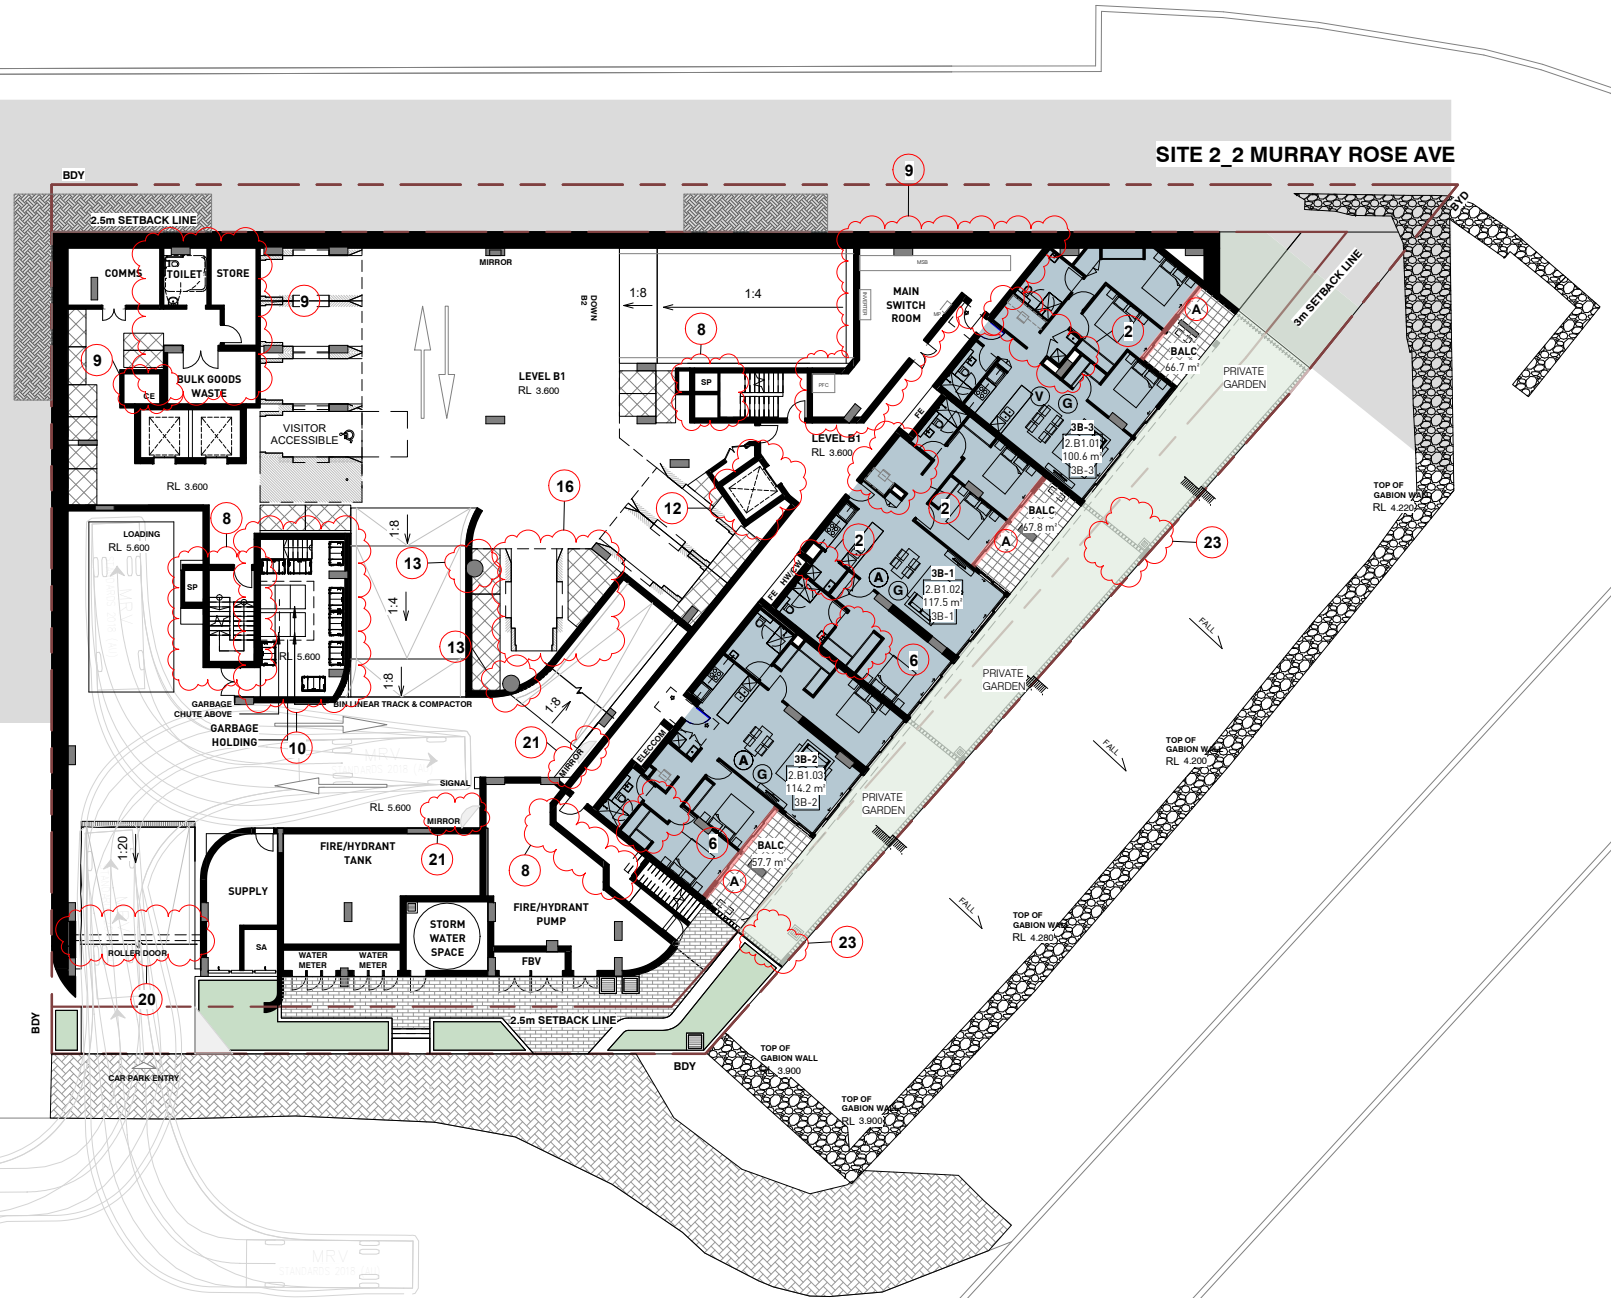 SITE 2_2 MURRAY ROSE AVE
BDY
BYD
9
2.5m SETBACK LINE
3m SETBACK LINE
COMMS
TOILET
STORE
MIRROR
9
DOWN
B2
1:8
1:4
MSB
MAIN
SWITCH
ROOM
INVERTER
8
9
BULK GOODS
WASTE
CE
LEVEL B1
RL 3.600
SP
PFC
VISITOR
ACCESSIBLE
LEVEL B1
RL 3.600
FE
A
2
BALC
66.7 m²
PRIVATE
GARDEN
V
G
3B-3
2.B1.01
100.6 m²
3B-3
RL 3.600
16
12
2
BALC
67.8 m²
A
2
TOP OF
GABION WALL
RL 4.220
8
LOADING
RL 5.600
MRV
1:8
13
23
SP
1:4
HW/CW
FE
A
G
3B-1
2.B1.02
117.5 m²
3B-1
13
6
FALL
RL 5.600
1:8
PRIVATE
GARDEN
GARBAGE
CHUTE ABOVE
BIN LINEAR TRACK & COMPACTOR
GARBAGE
HOLDING
10
1:8
21
MIRROR
ELECCOM
FALL
TOP OF
GABION WALL
RL 4.200
MRV
SIGNAL
A
G
3B-2
2.B1.03
114.2 m²
3B-2
RL 5.600
MIRROR
21
PRIVATE
GARDEN
1:20
FIRE/HYDRANT
TANK
8
6
BALC
57.7 m²
A
SUPPLY
FIRE/HYDRANT
PUMP
FALL
STORM
WATER
SPACE
TOP OF
GABION WALL
RL 4.280
23
ROLLER DOOR
SA
WATER
METER
WATER
METER
FBV
20
BDY
2.5m SETBACK LINE
BDY
TOP OF
GABION WALL
RL 3.900
CAR PARK ENTRY
TOP OF
GABION WALL
RL 3.900
MRV
STANDARDS 2018 (AU)